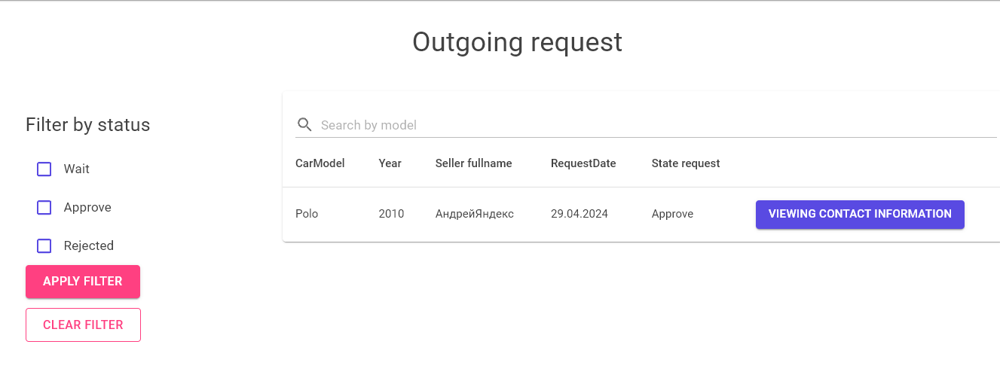 Outgoing request
Filter by status
Wait
Approve
Rejected
APPLY FILTER
CLEAR FILTER
Search by model
CarModel Year Seller fullname RequestDate State request
Polo 2010 АндрейЯндекс 29.04.2024 Approve VIEWING CONTACT INFORMATION